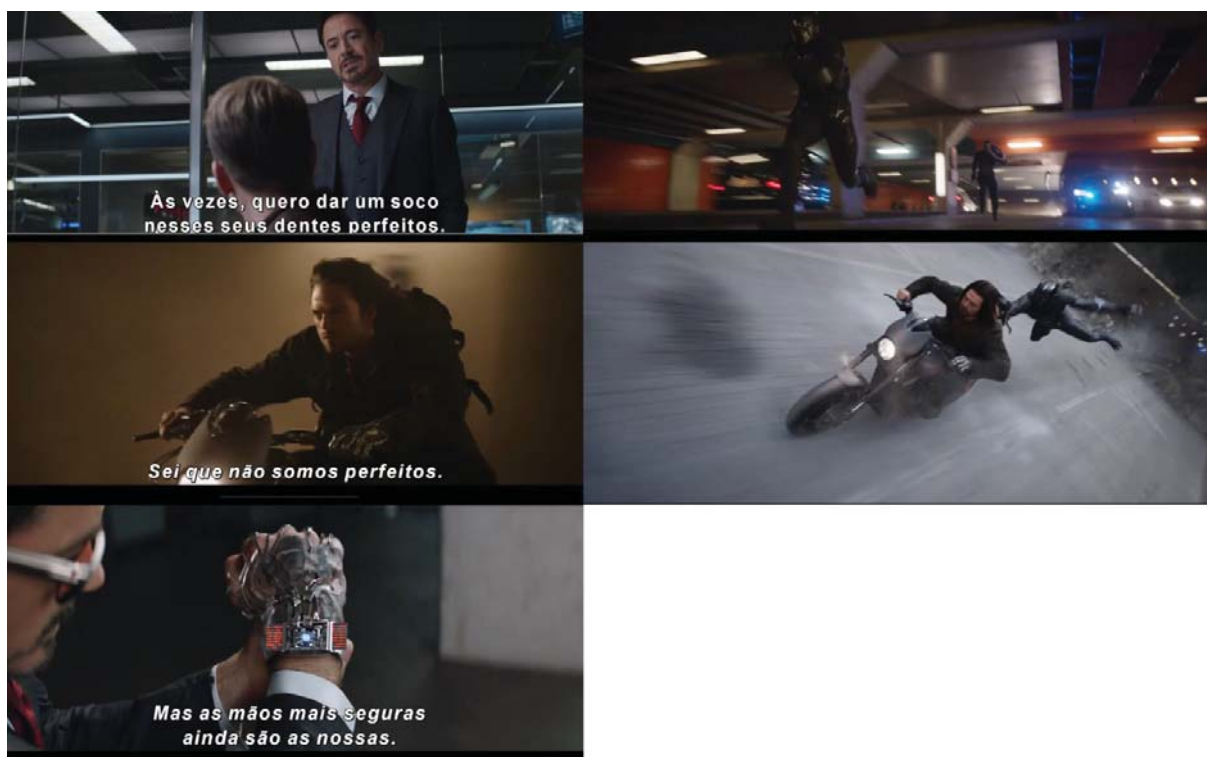 Às vezes, quero dar um soco
nesses seus dentes perfeitos.
Sei que não somos perfeitos.
Mas as mãos mais seguras
ainda são as nossas.